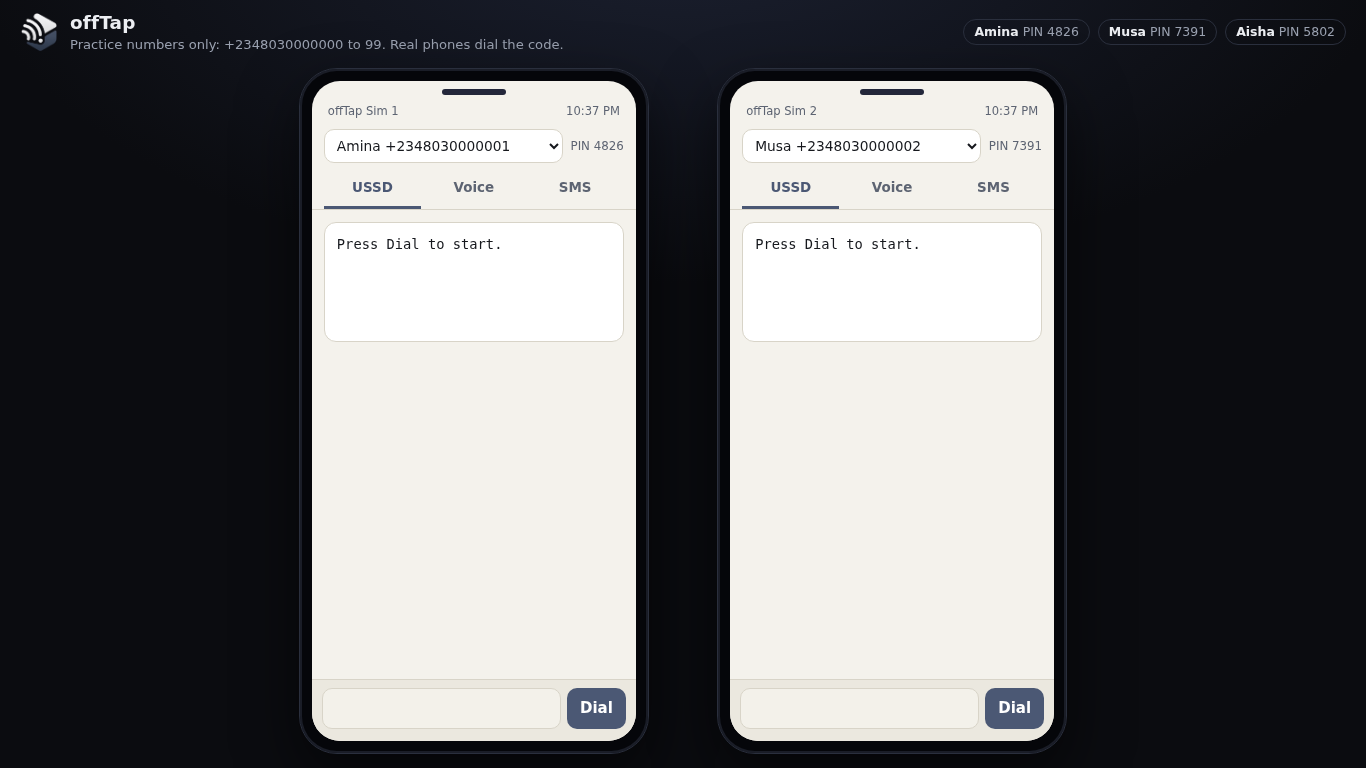 offTap
Practice numbers only: +2348030000000 to 99. Real phones dial the code.
Amina PIN 4826
Musa PIN 7391
Aisha PIN 5802
offTap Sim 1
10:37 PM
Amina +2348030000001
PIN 4826
USSD
Voice
SMS
Press Dial to start.
Dial
offTap Sim 2
10:37 PM
Musa +2348030000002
PIN 7391
USSD
Voice
SMS
Press Dial to start.
Dial